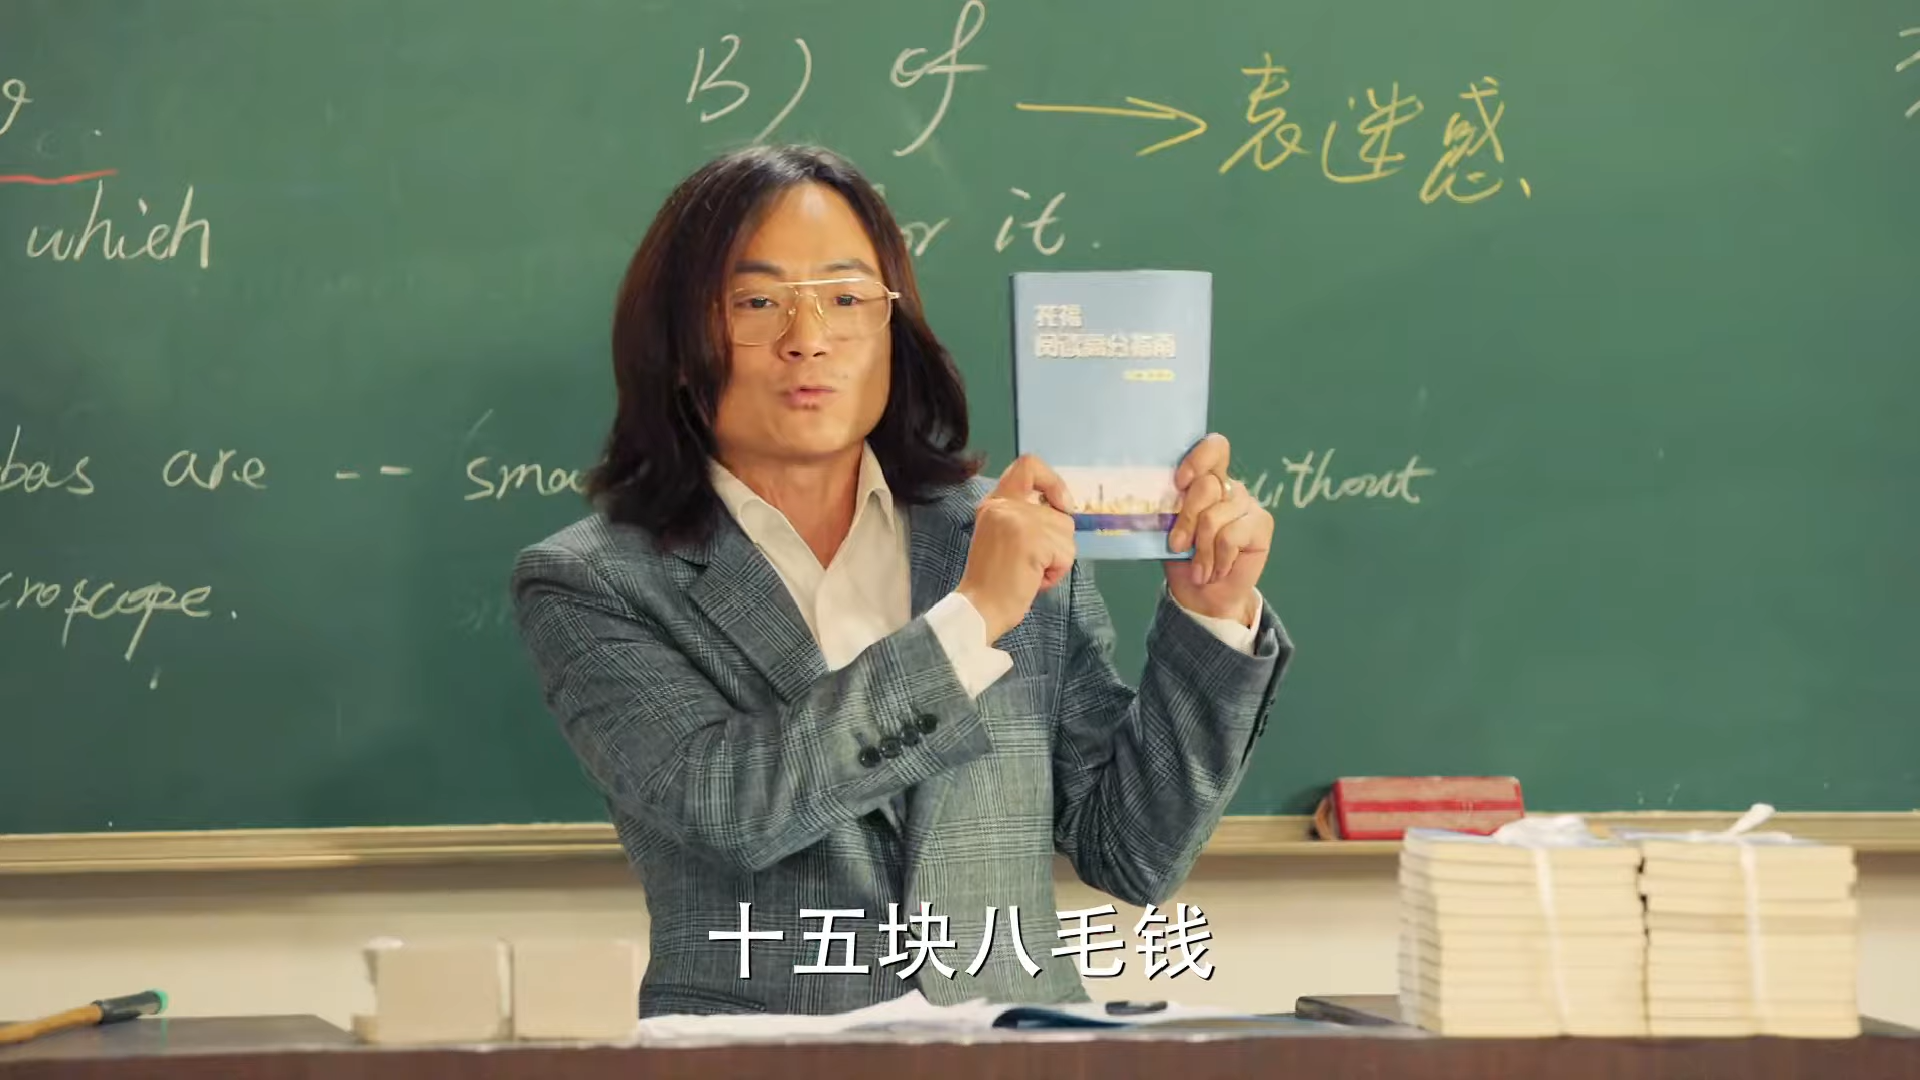 B) of → 表迷惑、
which
or it.
bas are -- sma
without
croscope.
托福
阅读高分指南
十五块八毛钱